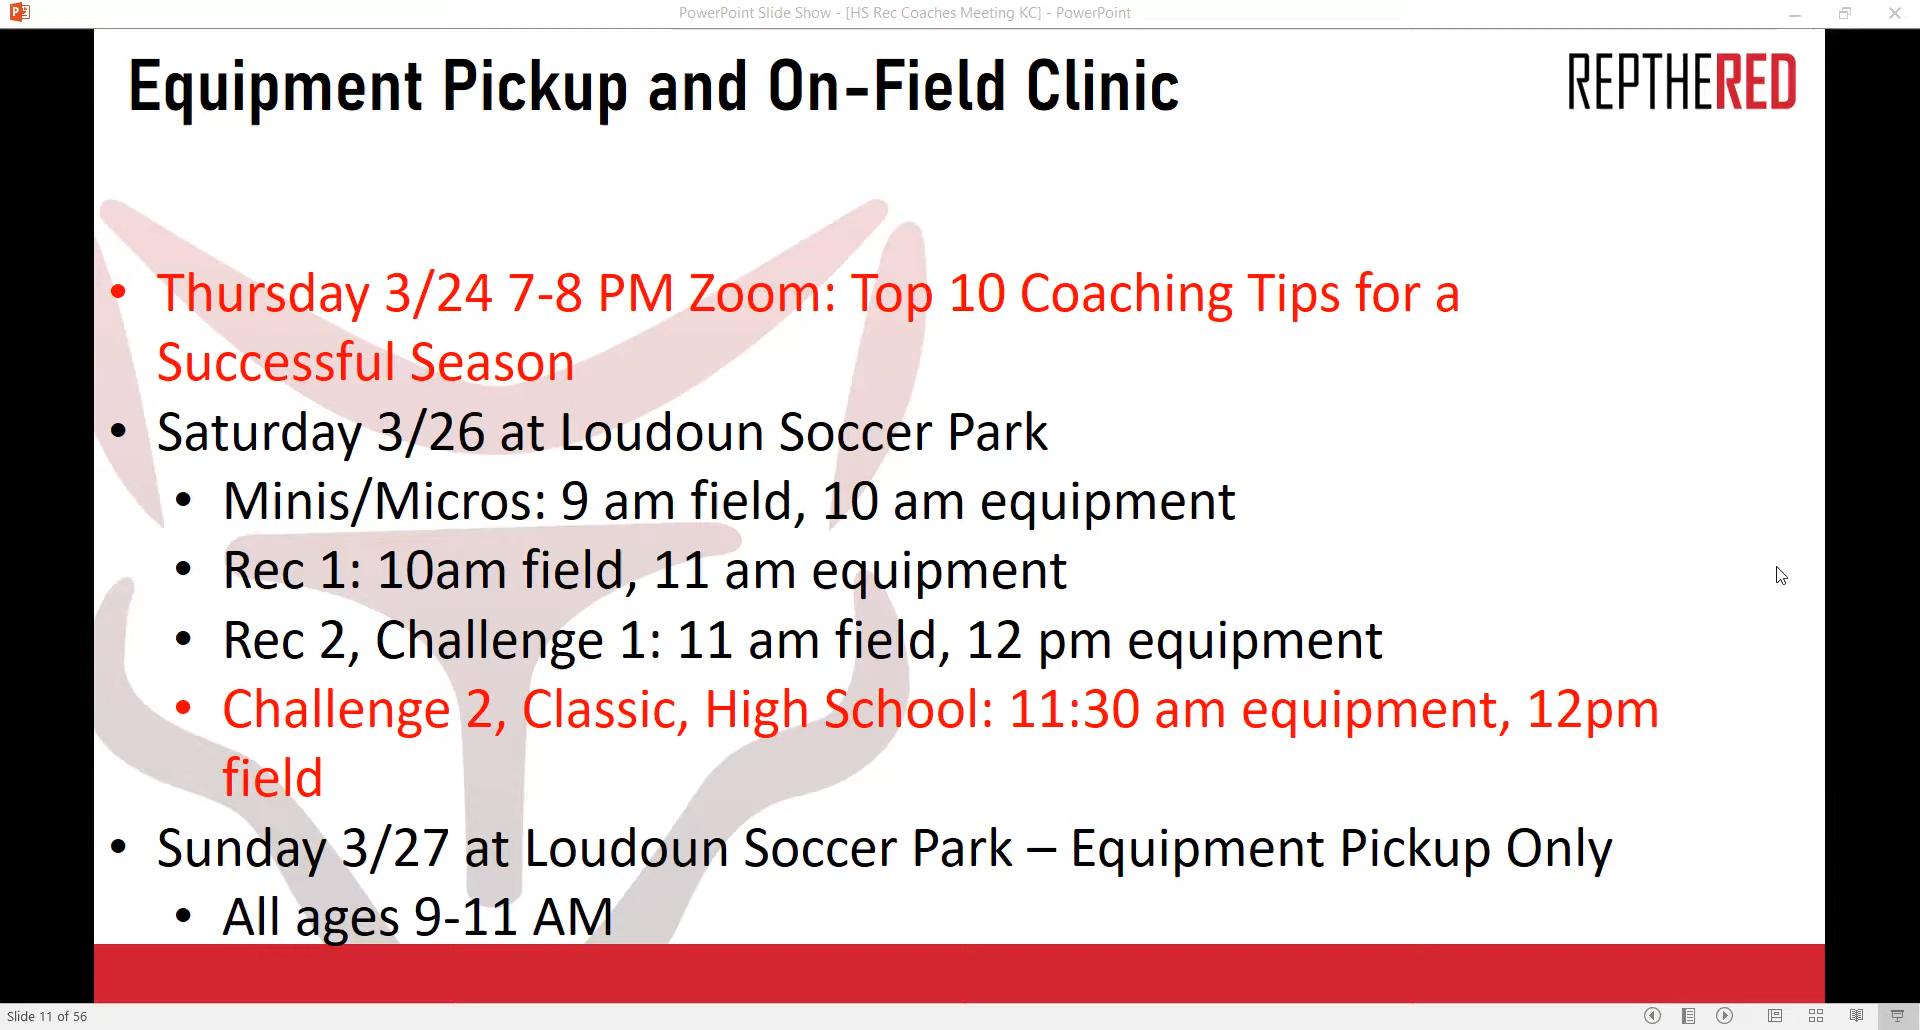 PowerPoint Slide Show - [HS Rec Coaches Meeting KC] - PowerPoint
Equipment Pickup and On-Field Clinic
REPTHERED
• Thursday 3/24 7-8 PM Zoom: Top 10 Coaching Tips for a
Successful Season
• Saturday 3/26 at Loudoun Soccer Park
• Minis/Micros: 9 am field, 10 am equipment
• Rec 1: 10am field, 11 am equipment
• Rec 2, Challenge 1: 11 am field, 12 pm equipment
• Challenge 2, Classic, High School: 11:30 am equipment, 12pm
field
• Sunday 3/27 at Loudoun Soccer Park – Equipment Pickup Only
• All ages 9-11 AM
Slide 11 of 56